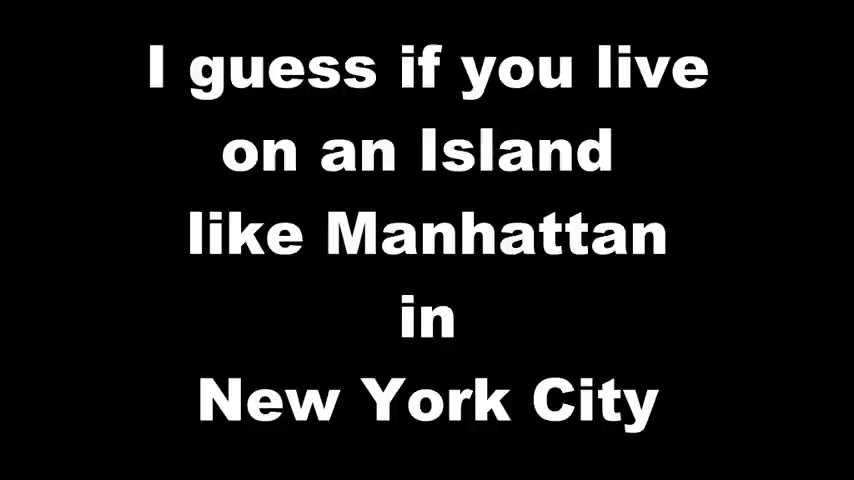 I guess if you live
on an Island
like Manhattan
in
New York City